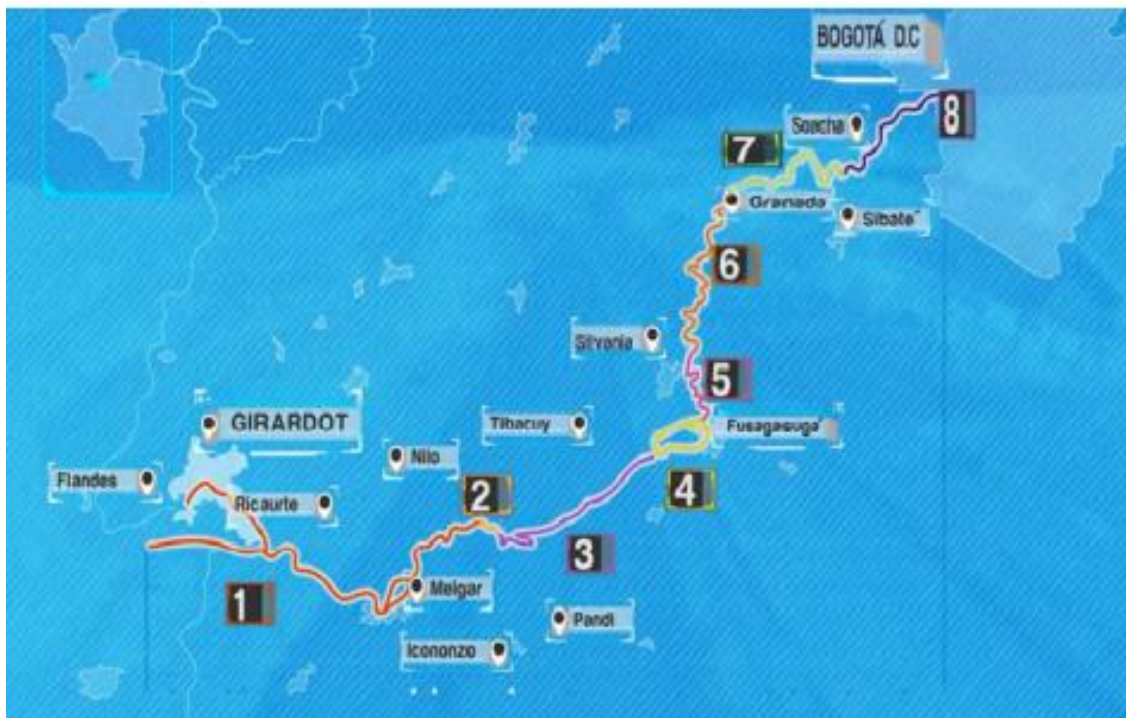 BOGOTÁ D.C
8
Soacha
7
Granada
Sibaté
6
Silvania
5
GIRARDOT
Tibacuy
Fusagasugá
Nilo
Flandes
2
4
Ricaurte
3
1
Melgar
Pandi
Icononzo